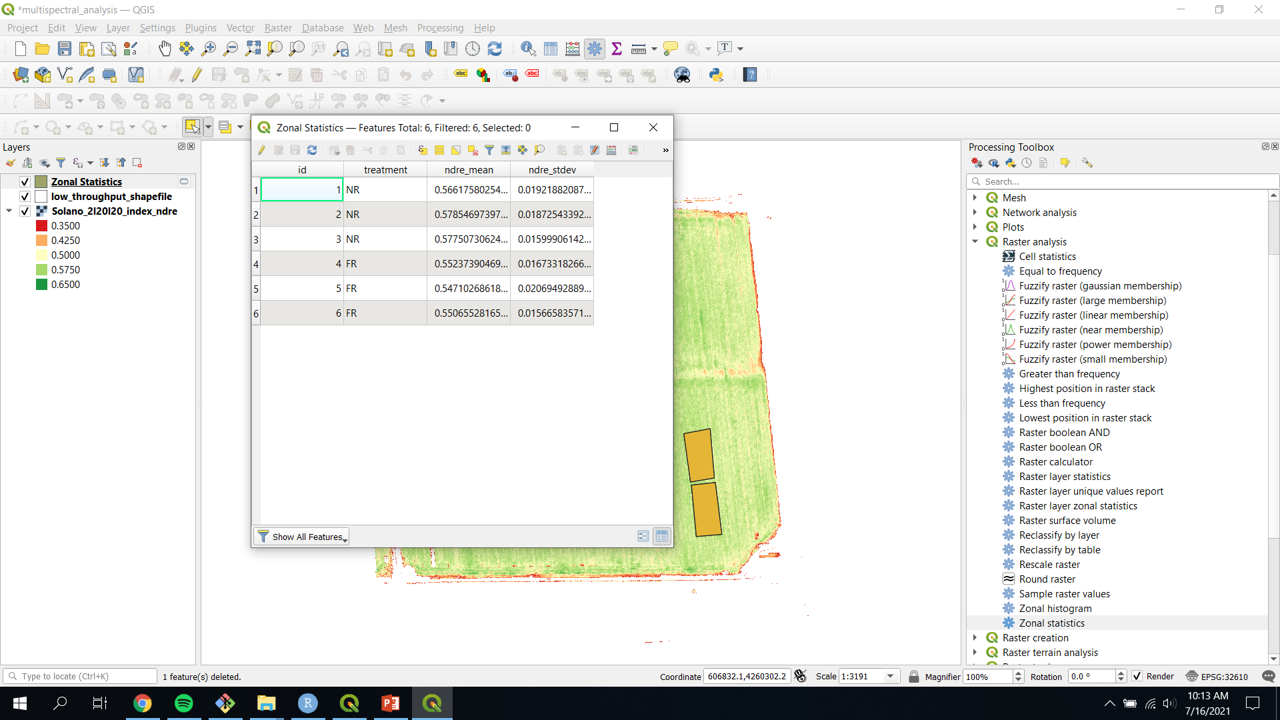 *multispectral_analysis — QGIS
Project Edit View Layer Settings Plugins Vector Raster Database Web Mesh Processing Help
Layers
Zonal Statistics
low_throughput_shapefile
Solano_2I20I20_index_ndre
0.3500
0.4250
0.5000
0.5750
0.6500
Zonal Statistics — Features Total: 6, Filtered: 6, Selected: 0
id treatment ndre_mean ndre_stdev
1 1 NR 0.56617580254... 0.01921882087...
2 2 NR 0.57854697397... 0.01872543392...
3 3 NR 0.57750730624... 0.01599906142...
4 4 FR 0.55237390469... 0.01673318266...
5 5 FR 0.54710268618... 0.02069492889...
6 6 FR 0.55065528165... 0.01566583571...
Show All Features
Processing Toolbox
Search...
Mesh
Network analysis
Plots
Raster analysis
Cell statistics
Equal to frequency
Fuzzify raster (gaussian membership)
Fuzzify raster (large membership)
Fuzzify raster (linear membership)
Fuzzify raster (near membership)
Fuzzify raster (power membership)
Fuzzify raster (small membership)
Greater than frequency
Highest position in raster stack
Less than frequency
Lowest position in raster stack
Raster boolean AND
Raster boolean OR
Raster calculator
Raster layer statistics
Raster layer unique values report
Raster layer zonal statistics
Raster surface volume
Reclassify by layer
Reclassify by table
Rescale raster
Round raster
Sample raster values
Zonal histogram
Zonal statistics
Raster creation
Raster terrain analysis
Type to locate (Ctrl+K) 1 feature(s) deleted. Coordinate 606832.1,4260302.2 Scale 1:3191 Magnifier 100% Rotation 0.0 ° Render EPSG:32610
10:13 AM
7/16/2021